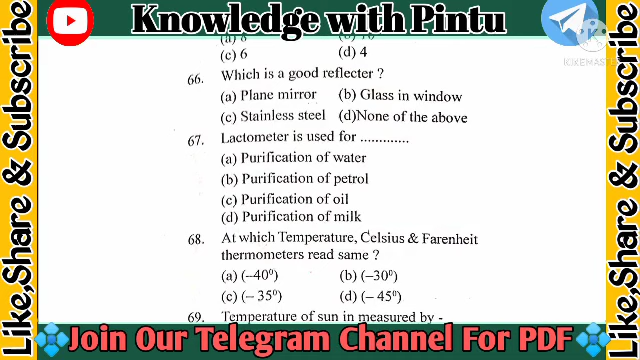 Knowledge with Pintu
Like,Share & Subscribe
Like,Share & Subscribe
KINEMASTER
(c) 6 (d) 4
66. Which is a good reflecter ?
(a) Plane mirror (b) Glass in window
(c) Stainless steel (d)None of the above
67. Lactometer is used for .............
(a) Purification of water
(b) Purification of petrol
(c) Purification of oil
(d) Purification of milk
68. At which Temperature, Celsius & Farenheit
thermometers read same ?
(a) (–40⁰) (b) (–30⁰)
(c) (– 35⁰) (d) (– 45⁰)
69. Temperature of sun in measured by -
Join Our Telegram Channel For PDF